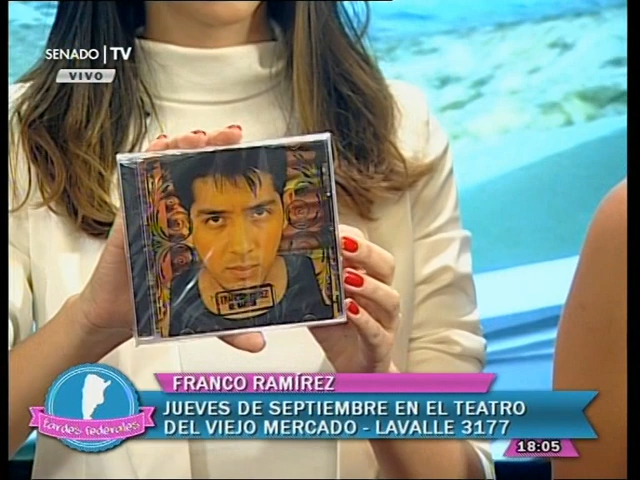 SENADO | TV
VIVO
FRANCO RAMÍREZ
JUEVES DE SEPTIEMBRE EN EL TEATRO
DEL VIEJO MERCADO - LAVALLE 3177
tardes federales
18:05